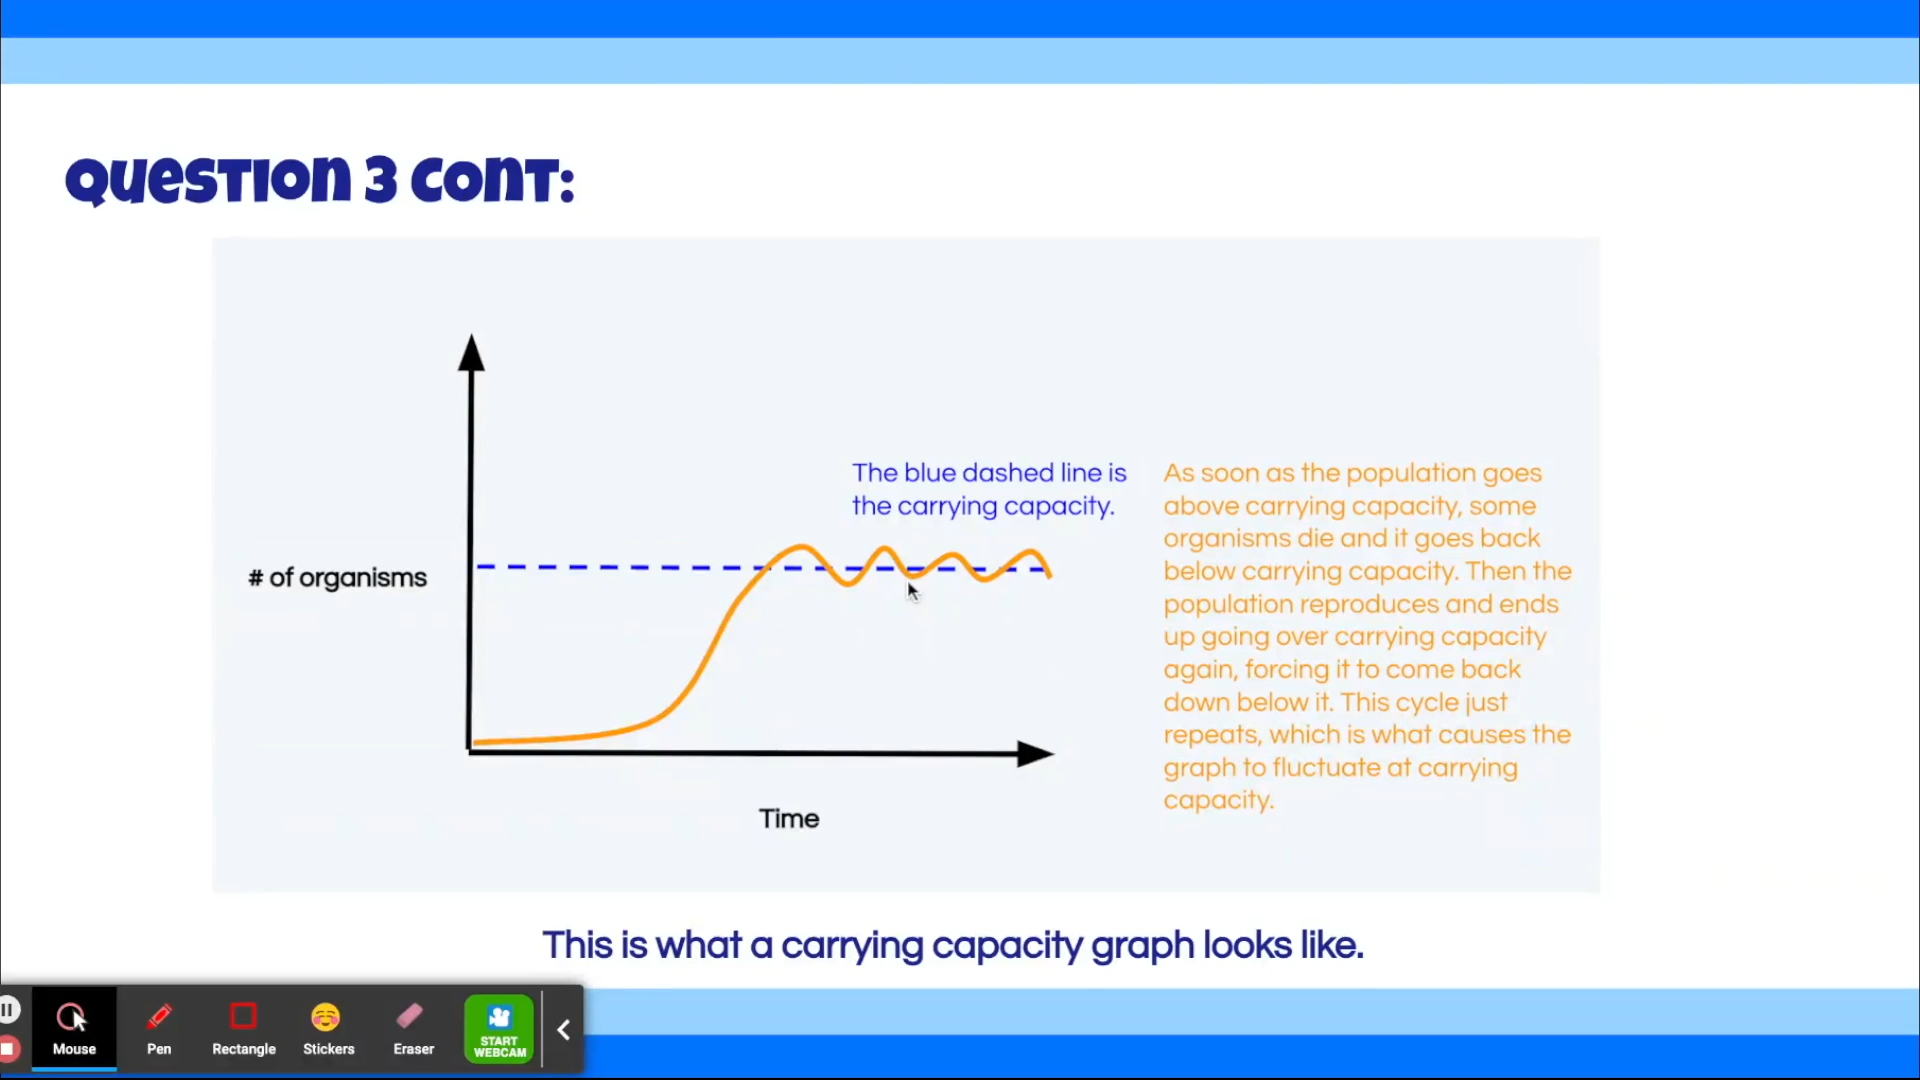 Question 3 cont:
The blue dashed line is
the carrying capacity.
As soon as the population goes
above carrying capacity, some
organisms die and it goes back
below carrying capacity. Then the
population reproduces and ends
up going over carrying capacity
again, forcing it to come back
down below it. This cycle just
repeats, which is what causes the
graph to fluctuate at carrying
capacity.
# of organisms
Time
This is what a carrying capacity graph looks like.
Mouse
Pen
Rectangle
Stickers
Eraser
START
WEBCAM